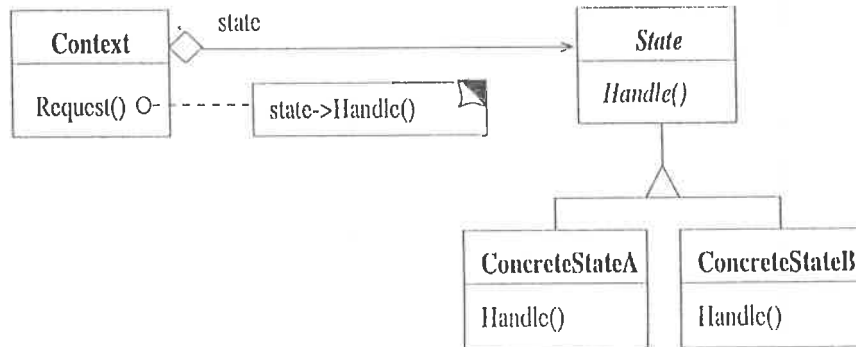 state
Context
State
Request()
state->Handle()
Handle()
ConcreteStateA
ConcreteStateB
Handle()
Handle()